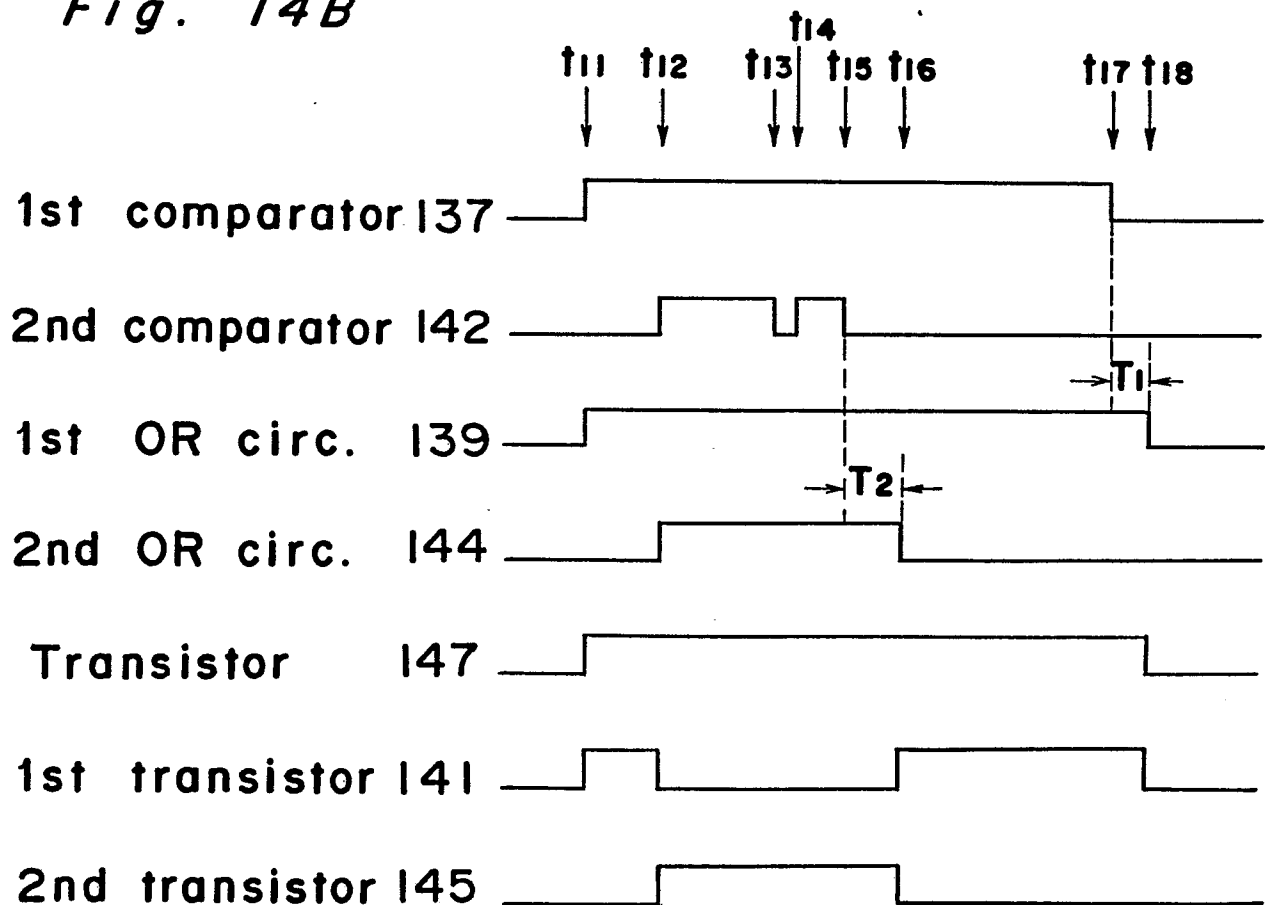 Fig. 14B
t14
t11 t12 t13 t15 t16 t17 t18
1st comparator 137
2nd comparator 142
T1
1st OR circ. 139
T2
2nd OR circ. 144
Transistor 147
1st transistor 141
2nd transistor 145